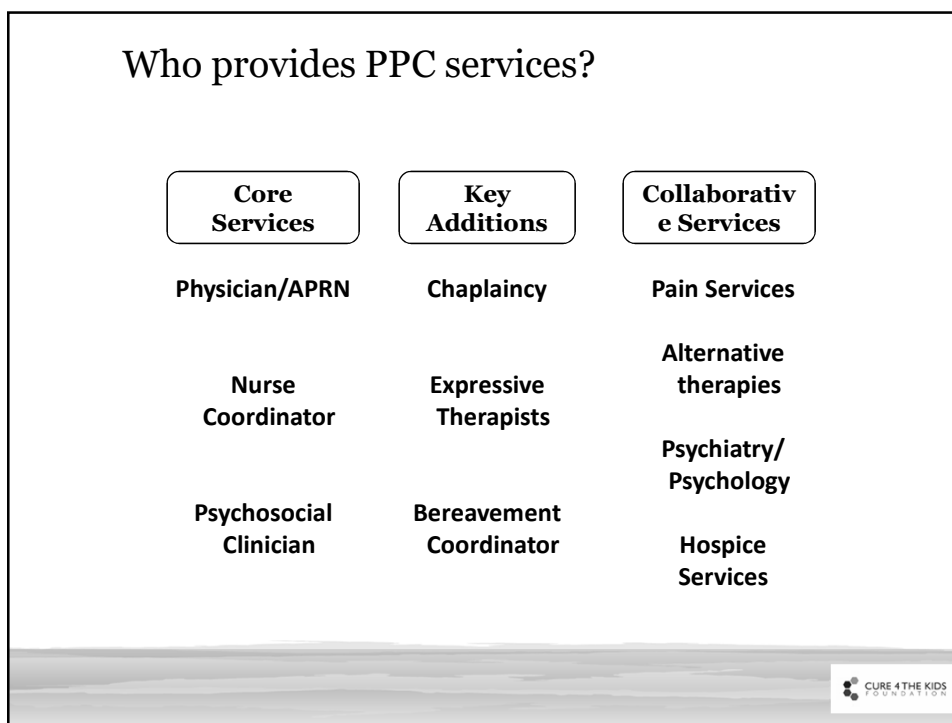 Who provides PPC services?
Core
Services
Physician/APRN
Nurse
Coordinator
Psychosocial
Clinician
Key
Additions
Chaplaincy
Expressive
Therapists
Bereavement
Coordinator
Collaborativ
e Services
Pain Services
Alternative
therapies
Psychiatry/
Psychology
Hospice
Services
CURE 4 THE KIDS
FOUNDATION